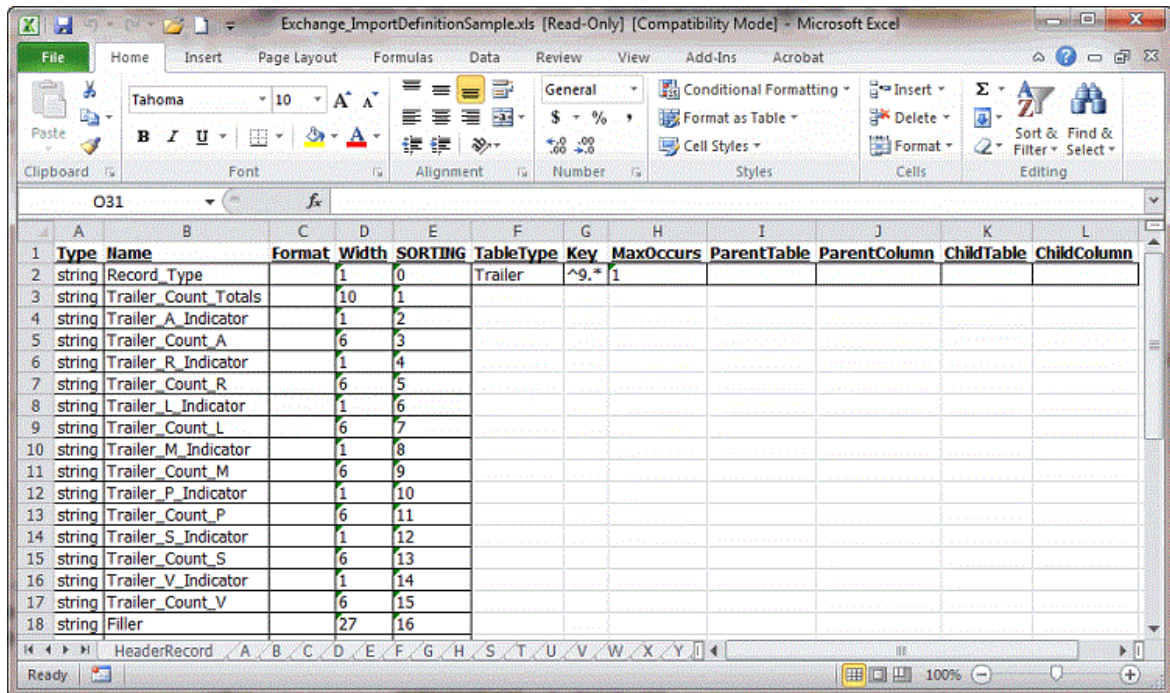 Exchange_ImportDefinitionSample.xls [Read-Only] [Compatibility Mode] - Microsoft Excel
File Home Insert Page Layout Formulas Data Review View Add-Ins Acrobat
Tahoma 10 A A General Conditional Formatting Insert Σ
Paste B I U A $ % , Format as Table Delete Sort & Find &
Cell Styles Format Filter Select
Clipboard Font Alignment Number Styles Cells Editing
O31 fx
A B C D E F G H I J K L
1 Type Name Format Width SORTING TableType Key MaxOccurs ParentTable ParentColumn ChildTable ChildColumn
2 string Record_Type 1 0 Trailer ^9.* 1
3 string Trailer_Count_Totals 10 1
4 string Trailer_A_Indicator 1 2
5 string Trailer_Count_A 6 3
6 string Trailer_R_Indicator 1 4
7 string Trailer_Count_R 6 5
8 string Trailer_L_Indicator 1 6
9 string Trailer_Count_L 6 7
10 string Trailer_M_Indicator 1 8
11 string Trailer_Count_M 6 9
12 string Trailer_P_Indicator 1 10
13 string Trailer_Count_P 6 11
14 string Trailer_S_Indicator 1 12
15 string Trailer_Count_S 6 13
16 string Trailer_V_Indicator 1 14
17 string Trailer_Count_V 6 15
18 string Filler 27 16
HeaderRecord A B C D E F G H S T U V W X Y
Ready 100%